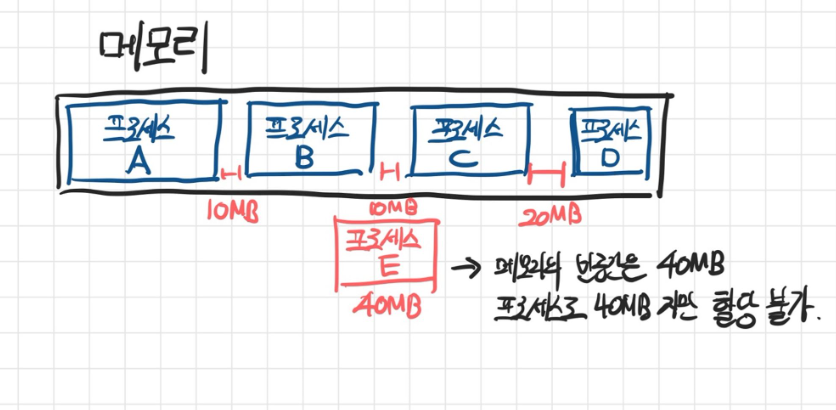 메모리
프로세스 A
프로세스 B
프로세스 C
프로세스 D
10MB
10MB
20MB
프로세스 E
40MB
→ 메모리의 빈공간은 40MB
프로세스도 40MB 지만 할당 불가.